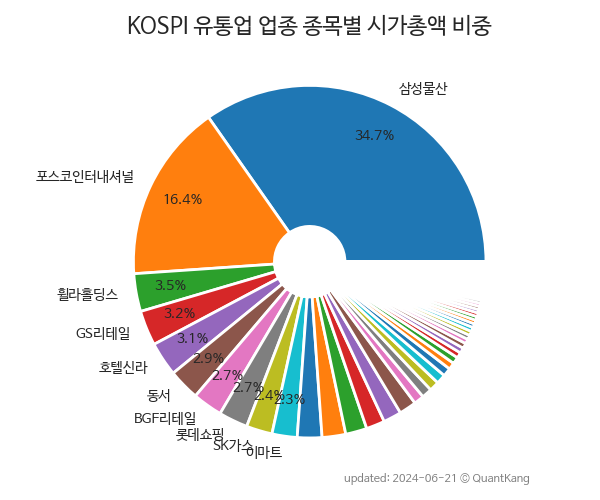 KOSPI 유통업 업종 종목별 시가총액 비중
삼성물산
34.7%
포스코인터내셔널
16.4%
휠라홀딩스
3.5%
GS리테일
3.2%
호텔신라
3.1%
동서
2.9%
BGF리테일
2.7%
롯데쇼핑
2.7%
SK가스
2.4%
이마트
2.3%
updated: 2024-06-21 © QuantKang